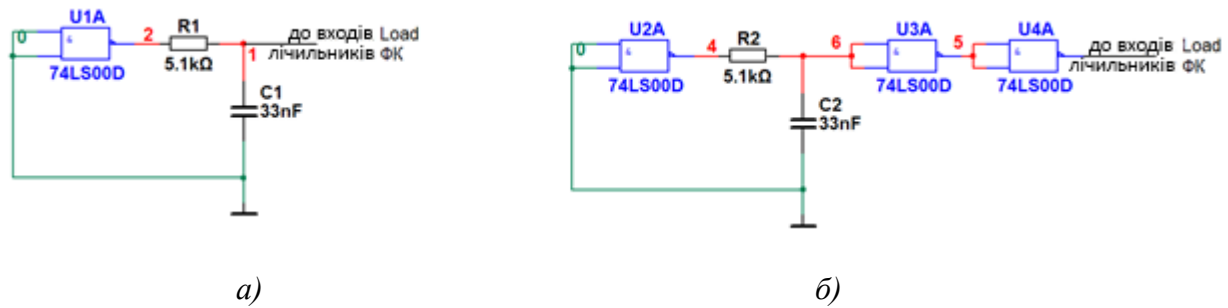 U1A
0
&
2
R1
до входів Load
1
лічильників ФК
74LS00D
5.1kΩ
C1
33nF
а)
U2A
0
&
4
R2
6
U3A
&
5
U4A
&
до входів Load
лічильників ФК
74LS00D
5.1kΩ
74LS00D
74LS00D
C2
33nF
б)